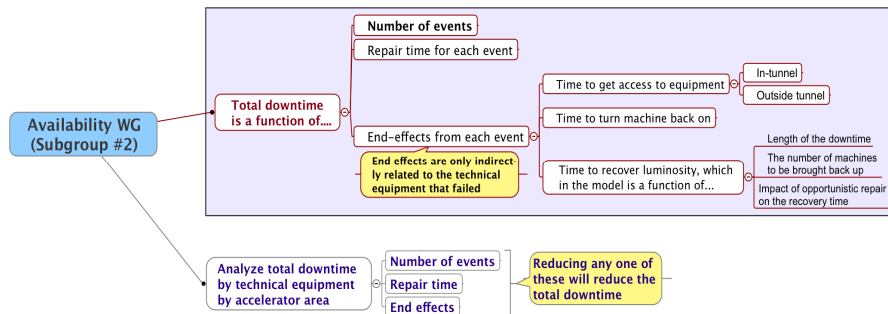 Availability WG
(Subgroup #2)
Total downtime
is a function of....
Number of events
Repair time for each event
End-effects from each event
End effects are only indirect-
ly related to the technical
equipment that failed
Time to get access to equipment
In-tunnel
Outside tunnel
Time to turn machine back on
Time to recover luminosity, which
in the model is a function of...
Length of the downtime
The number of machines
to be brought back up
Impact of opportunistic repair
on the recovery time
Analyze total downtime
by technical equipment
by accelerator area
Number of events
Repair time
End effects
Reducing any one of
these will reduce the
total downtime